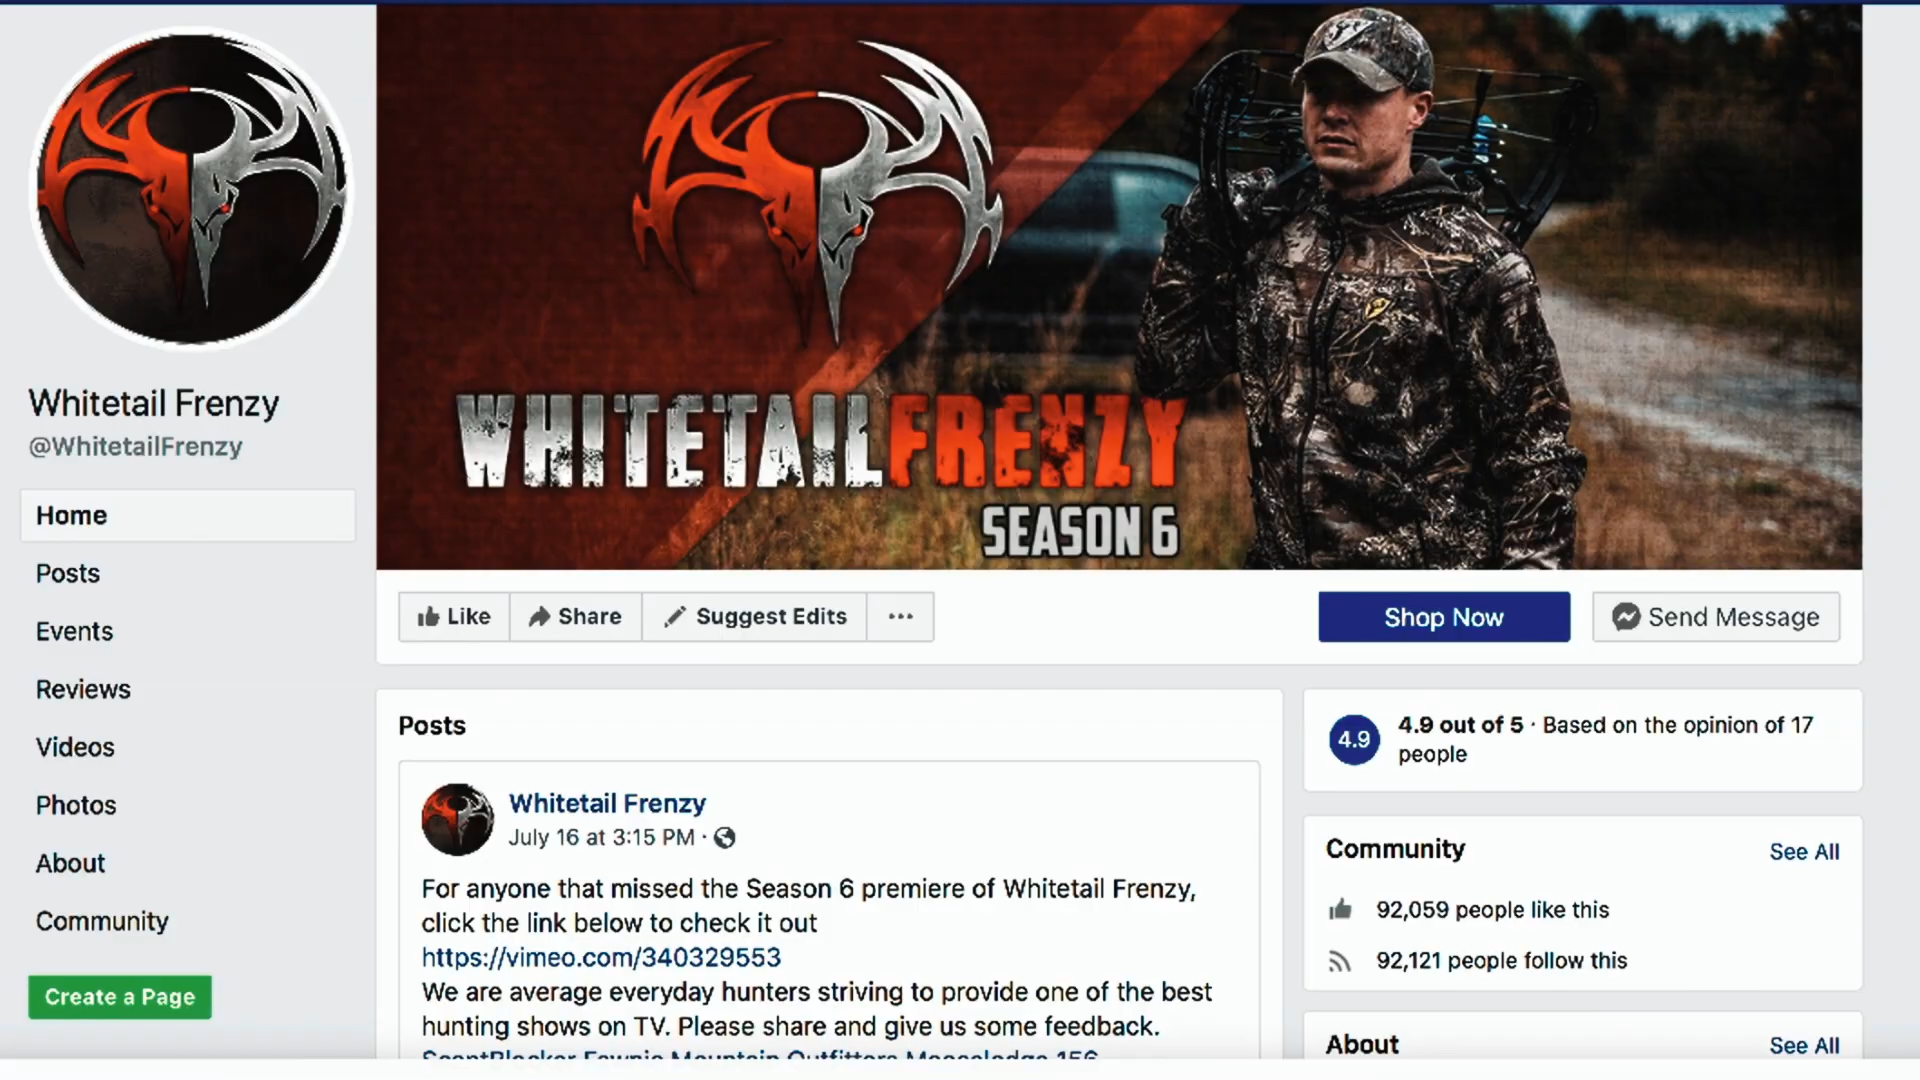 WHITETAILFRENZY
SEASON 6
Whitetail Frenzy
@WhitetailFrenzy
Home
Posts
Events
Reviews
Videos
Photos
About
Community
Create a Page
Like
Share
Suggest Edits
Shop Now
Send Message
Posts
Whitetail Frenzy
July 16 at 3:15 PM ·
For anyone that missed the Season 6 premiere of Whitetail Frenzy,
click the link below to check it out
https://vimeo.com/340329553
We are average everyday hunters striving to provide one of the best
hunting shows on TV. Please share and give us some feedback.
4.9
4.9 out of 5 · Based on the opinion of 17
people
Community
See All
92,059 people like this
92,121 people follow this
About
See All